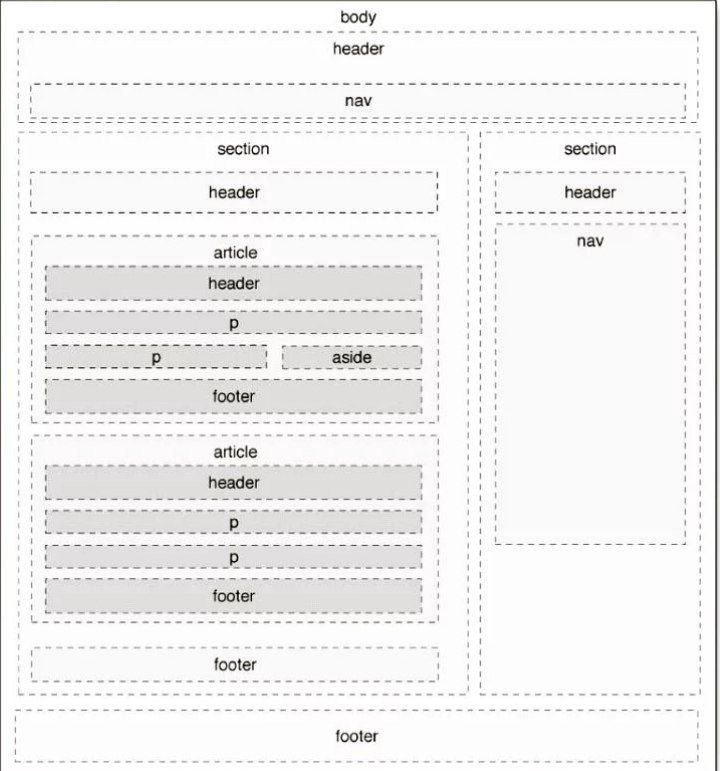 body
header
nav
section
header
article
header
p
p aside
footer
article
header
p
p
footer
footer
section
header
nav
footer